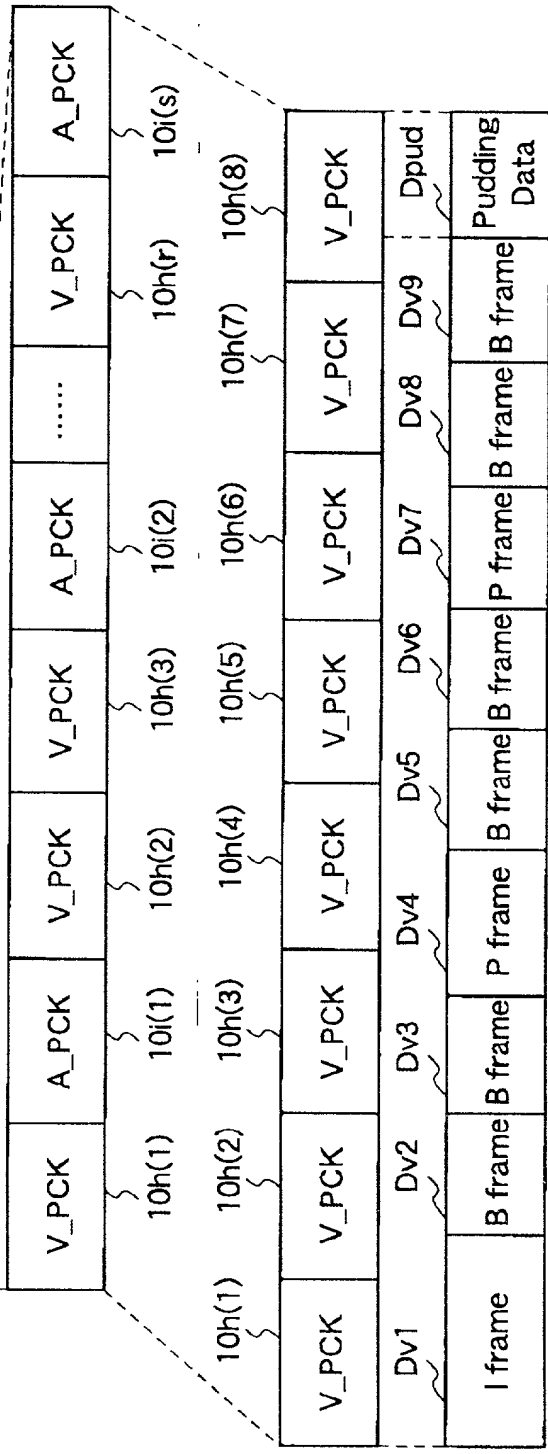 V_PCK A_PCK V_PCK V_PCK A_PCK ...... V_PCK A_PCK
10h(1) 10i(1) 10h(2) 10h(3) 10i(2) 10h(r) 10i(s)
10h(1) 10h(2) 10h(3) 10h(4) 10h(5) 10h(6) 10h(7) 10h(8)
V_PCK V_PCK V_PCK V_PCK V_PCK V_PCK V_PCK V_PCK
Dv1 Dv2 Dv3 Dv4 Dv5 Dv6 Dv7 Dv8 Dv9 Dpud
I frame B frame B frame P frame B frame B frame P frame B frame B frame Pudding
Data